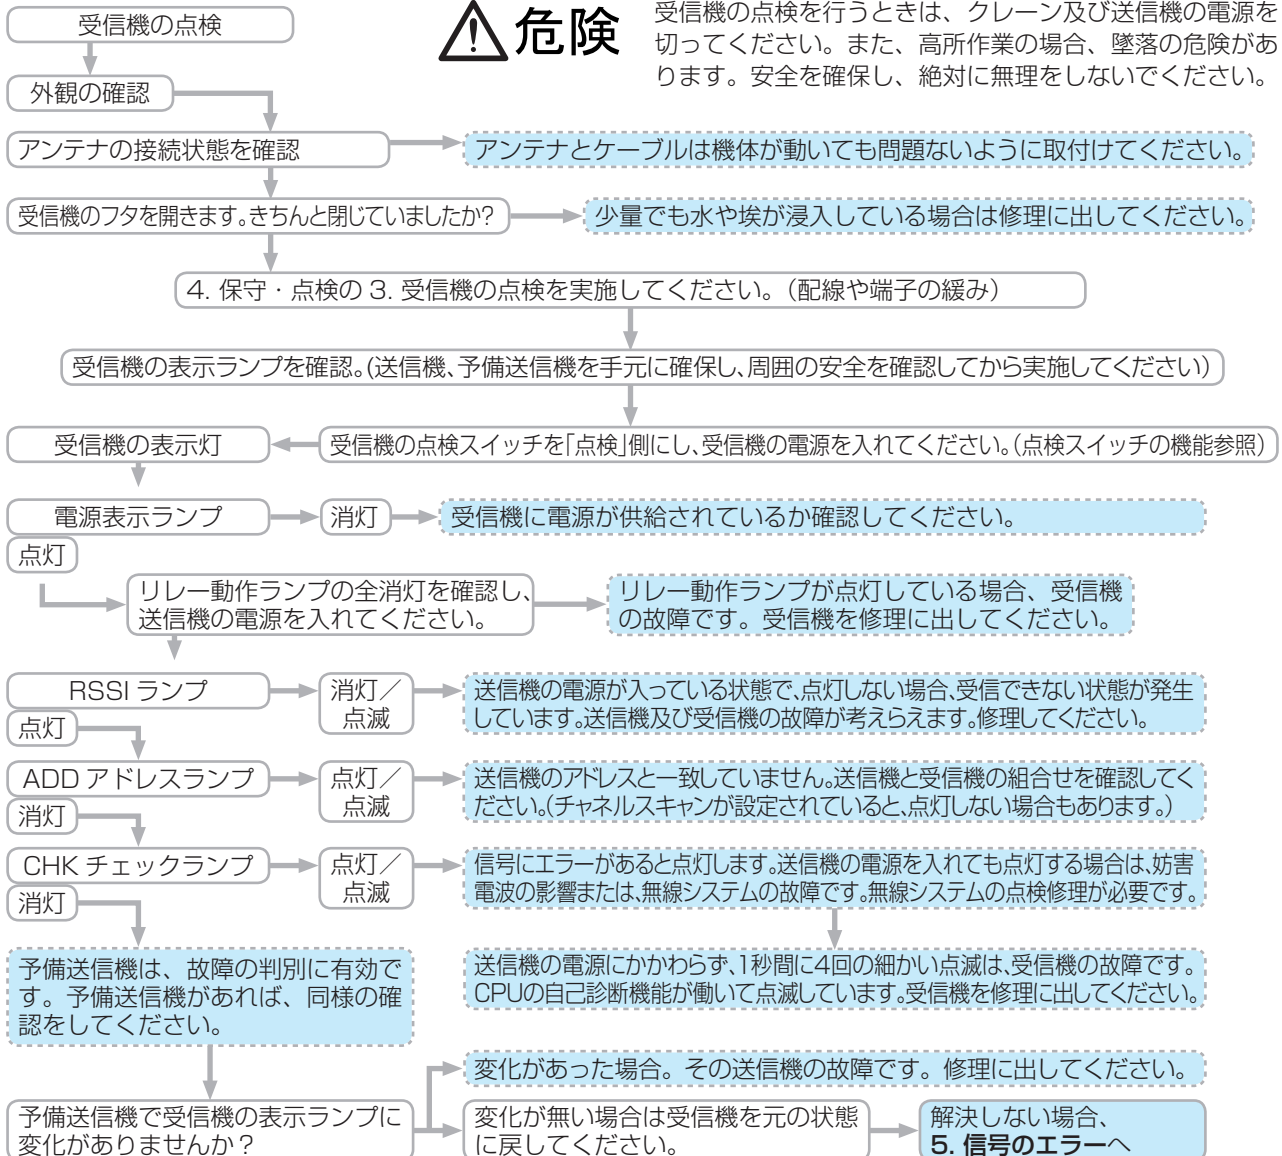 受信機の点検
危険
受信機の点検を行うときは、クレーン及び送信機の電源を
切ってください。また、高所作業の場合、墜落の危険があ
ります。安全を確保し、絶対に無理をしないでください。
外観の確認
アンテナの接続状態を確認
アンテナとケーブルは機体が動いても問題ないように取付けてください。
受信機のフタを開きます。きちんと閉じていましたか?
少量でも水や埃が浸入している場合は修理に出してください。
4. 保守・点検の 3. 受信機の点検を実施してください。(配線や端子の緩み)
受信機の表示ランプを確認。(送信機、予備送信機を手元に確保し、周囲の安全を確認してから実施してください)
受信機の表示灯
受信機の点検スイッチを「点検」側にし、受信機の電源を入れてください。(点検スイッチの機能参照)
電源表示ランプ
消灯
受信機に電源が供給されているか確認してください。
点灯
リレー動作ランプの全消灯を確認し、
送信機の電源を入れてください。
リレー動作ランプが点灯している場合、受信機
の故障です。受信機を修理に出してください。
RSSI ランプ
消灯/
点滅
送信機の電源が入っている状態で、点灯しない場合、受信できない状態が発生
しています。送信機及び受信機の故障が考えらえます。修理してください。
点灯
ADD アドレスランプ
点灯/
点滅
送信機のアドレスと一致していません。送信機と受信機の組合せを確認してく
ださい。(チャネルスキャンが設定されていると、点灯しない場合もあります。)
消灯
CHK チェックランプ
点灯/
点滅
信号にエラーがあると点灯します。送信機の電源を入れても点灯する場合は、妨害
電波の影響または、無線システムの故障です。無線システムの点検修理が必要です。
消灯
予備送信機は、故障の判別に有効で
す。予備送信機があれば、同様の確
認をしてください。
送信機の電源にかかわらず、1秒間に4回の細かい点滅は、受信機の故障です。
CPUの自己診断機能が働いて点滅しています。受信機を修理に出してください。
変化があった場合。その送信機の故障です。修理に出してください。
予備送信機で受信機の表示ランプに
変化がありませんか?
変化が無い場合は受信機を元の状態
に戻してください。
解決しない場合、
5. 信号のエラーへ